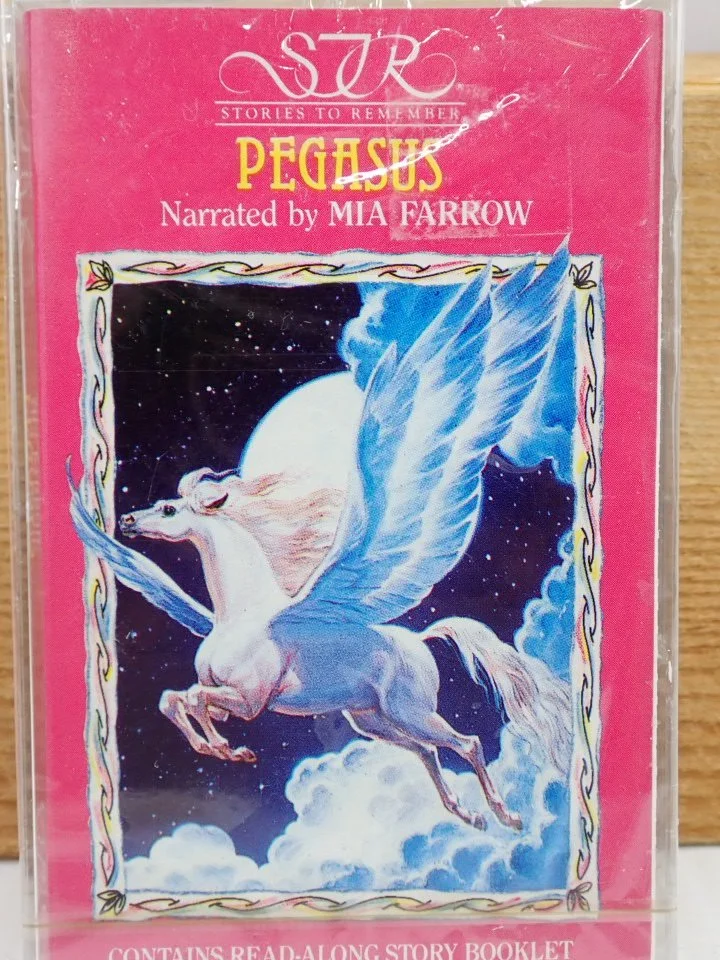 STR
STORIES TO REMEMBER
PEGASUS
Narrated by MIA FARROW
CONTAINS READ-ALONG STORY BOOKLET